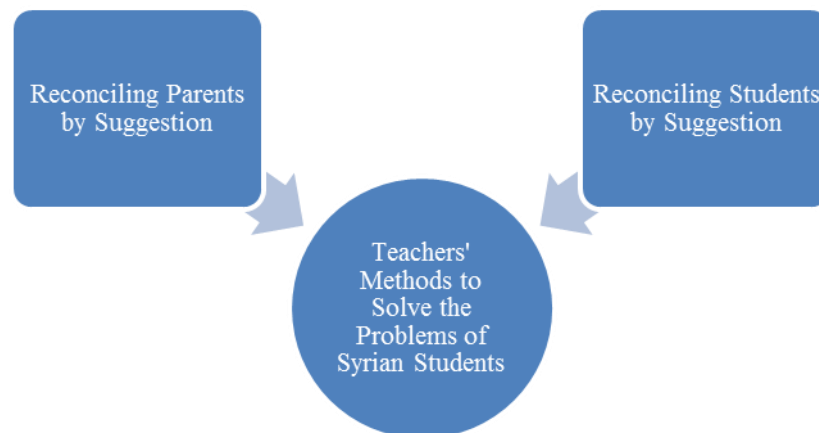 Reconciling Parents
by Suggestion
Reconciling Students
by Suggestion
Teachers'
Methods to
Solve the
Problems of
Syrian Students